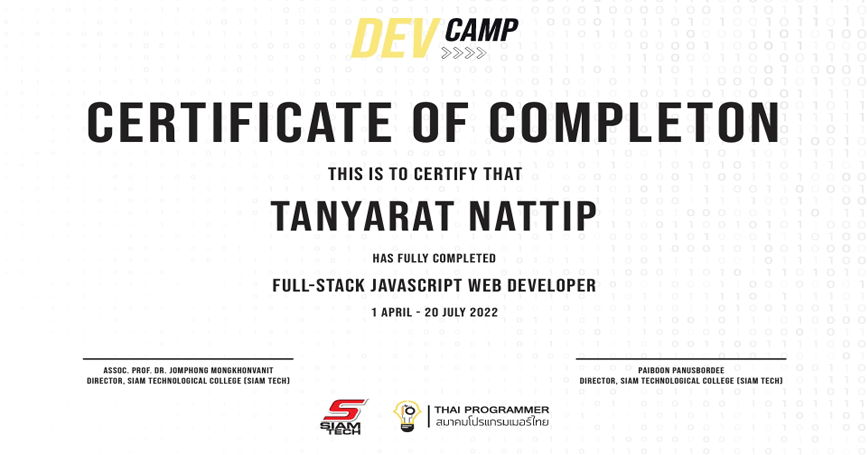 DEV CAMP
CERTIFICATE OF COMPLETON
THIS IS TO CERTIFY THAT
TANYARAT NATTIP
HAS FULLY COMPLETED
FULL-STACK JAVASCRIPT WEB DEVELOPER
1 APRIL - 20 JULY 2022
ASSOC. PROF. DR. JOMPHONG MONGKHONVANIT
DIRECTOR, SIAM TECHNOLOGICAL COLLEGE (SIAM TECH)
PAIBOON PANUSBORDEE
DIRECTOR, SIAM TECHNOLOGICAL COLLEGE (SIAM TECH)
SIAM
TECH
THAI PROGRAMMER
สมาคมโปรแกรมเมอร์ไทย